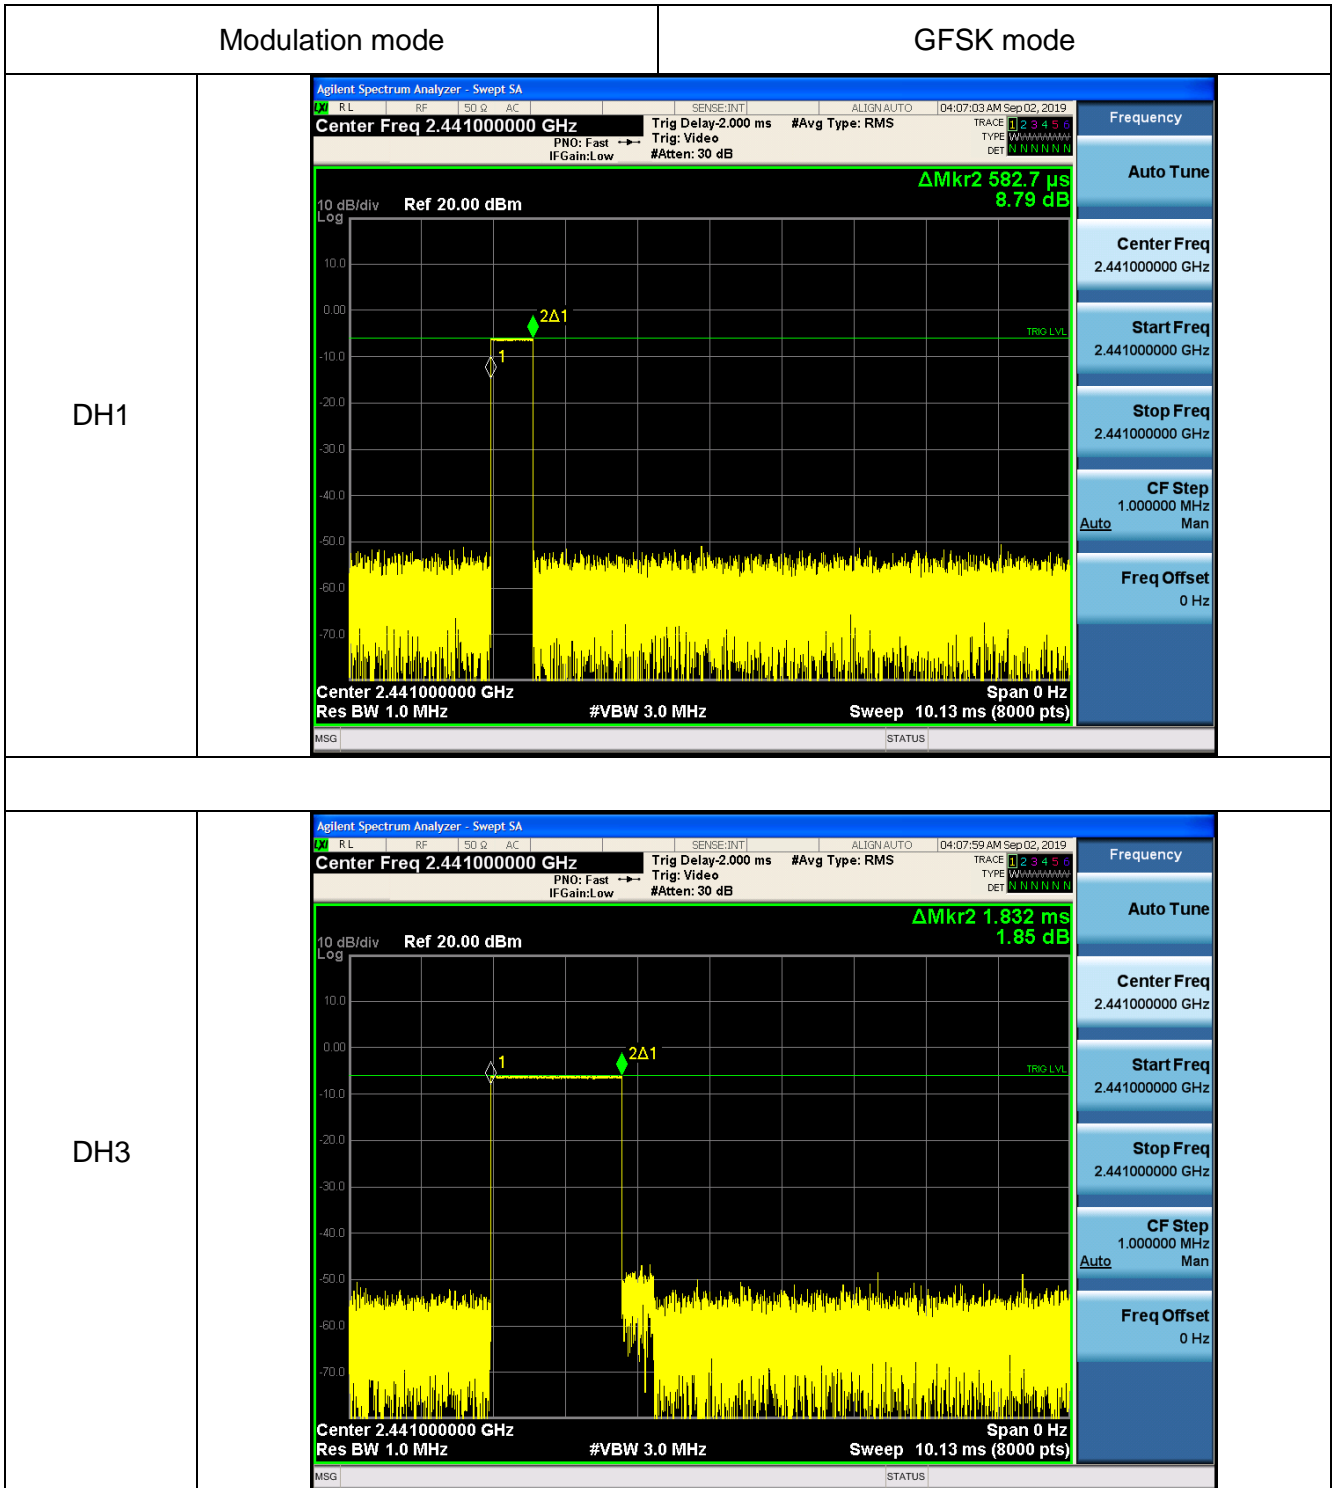 Modulation mode GFSK mode
DH1
Agilent Spectrum Analyzer - Swept SA
LXI RL RF 50 Ω AC SENSE:INT ALIGN AUTO 04:07:03 AM Sep 02, 2019
Center Freq 2.441000000 GHz Trig Delay-2.000 ms #Avg Type: RMS TRACE 1 2 3 4 5 6
PNO: Fast Trig: Video TYPE WWWWWW
IFGain:Low #Atten: 30 dB DET N N N N N N
Frequency
ΔMkr2 582.7 µs
8.79 dB
10 dB/div Ref 20.00 dBm
Log
10.0
0.00
-10.0
-20.0
-30.0
-40.0
-50.0
-60.0
-70.0
2Δ1
1
TRIG LVL
Center 2.441000000 GHz Span 0 Hz
Res BW 1.0 MHz #VBW 3.0 MHz Sweep 10.13 ms (8000 pts)
MSG STATUS
Auto Tune
Center Freq
2.441000000 GHz
Start Freq
2.441000000 GHz
Stop Freq
2.441000000 GHz
CF Step
1.000000 MHz
Auto Man
Freq Offset
0 Hz
DH3
Agilent Spectrum Analyzer - Swept SA
LXI RL RF 50 Ω AC SENSE:INT ALIGN AUTO 04:07:59 AM Sep 02, 2019
Center Freq 2.441000000 GHz Trig Delay-2.000 ms #Avg Type: RMS TRACE 1 2 3 4 5 6
PNO: Fast Trig: Video TYPE WWWWWW
IFGain:Low #Atten: 30 dB DET N N N N N N
Frequency
ΔMkr2 1.832 ms
1.85 dB
10 dB/div Ref 20.00 dBm
Log
10.0
0.00
-10.0
-20.0
-30.0
-40.0
-50.0
-60.0
-70.0
1
2Δ1
TRIG LVL
Center 2.441000000 GHz Span 0 Hz
Res BW 1.0 MHz #VBW 3.0 MHz Sweep 10.13 ms (8000 pts)
MSG STATUS
Auto Tune
Center Freq
2.441000000 GHz
Start Freq
2.441000000 GHz
Stop Freq
2.441000000 GHz
CF Step
1.000000 MHz
Auto Man
Freq Offset
0 Hz